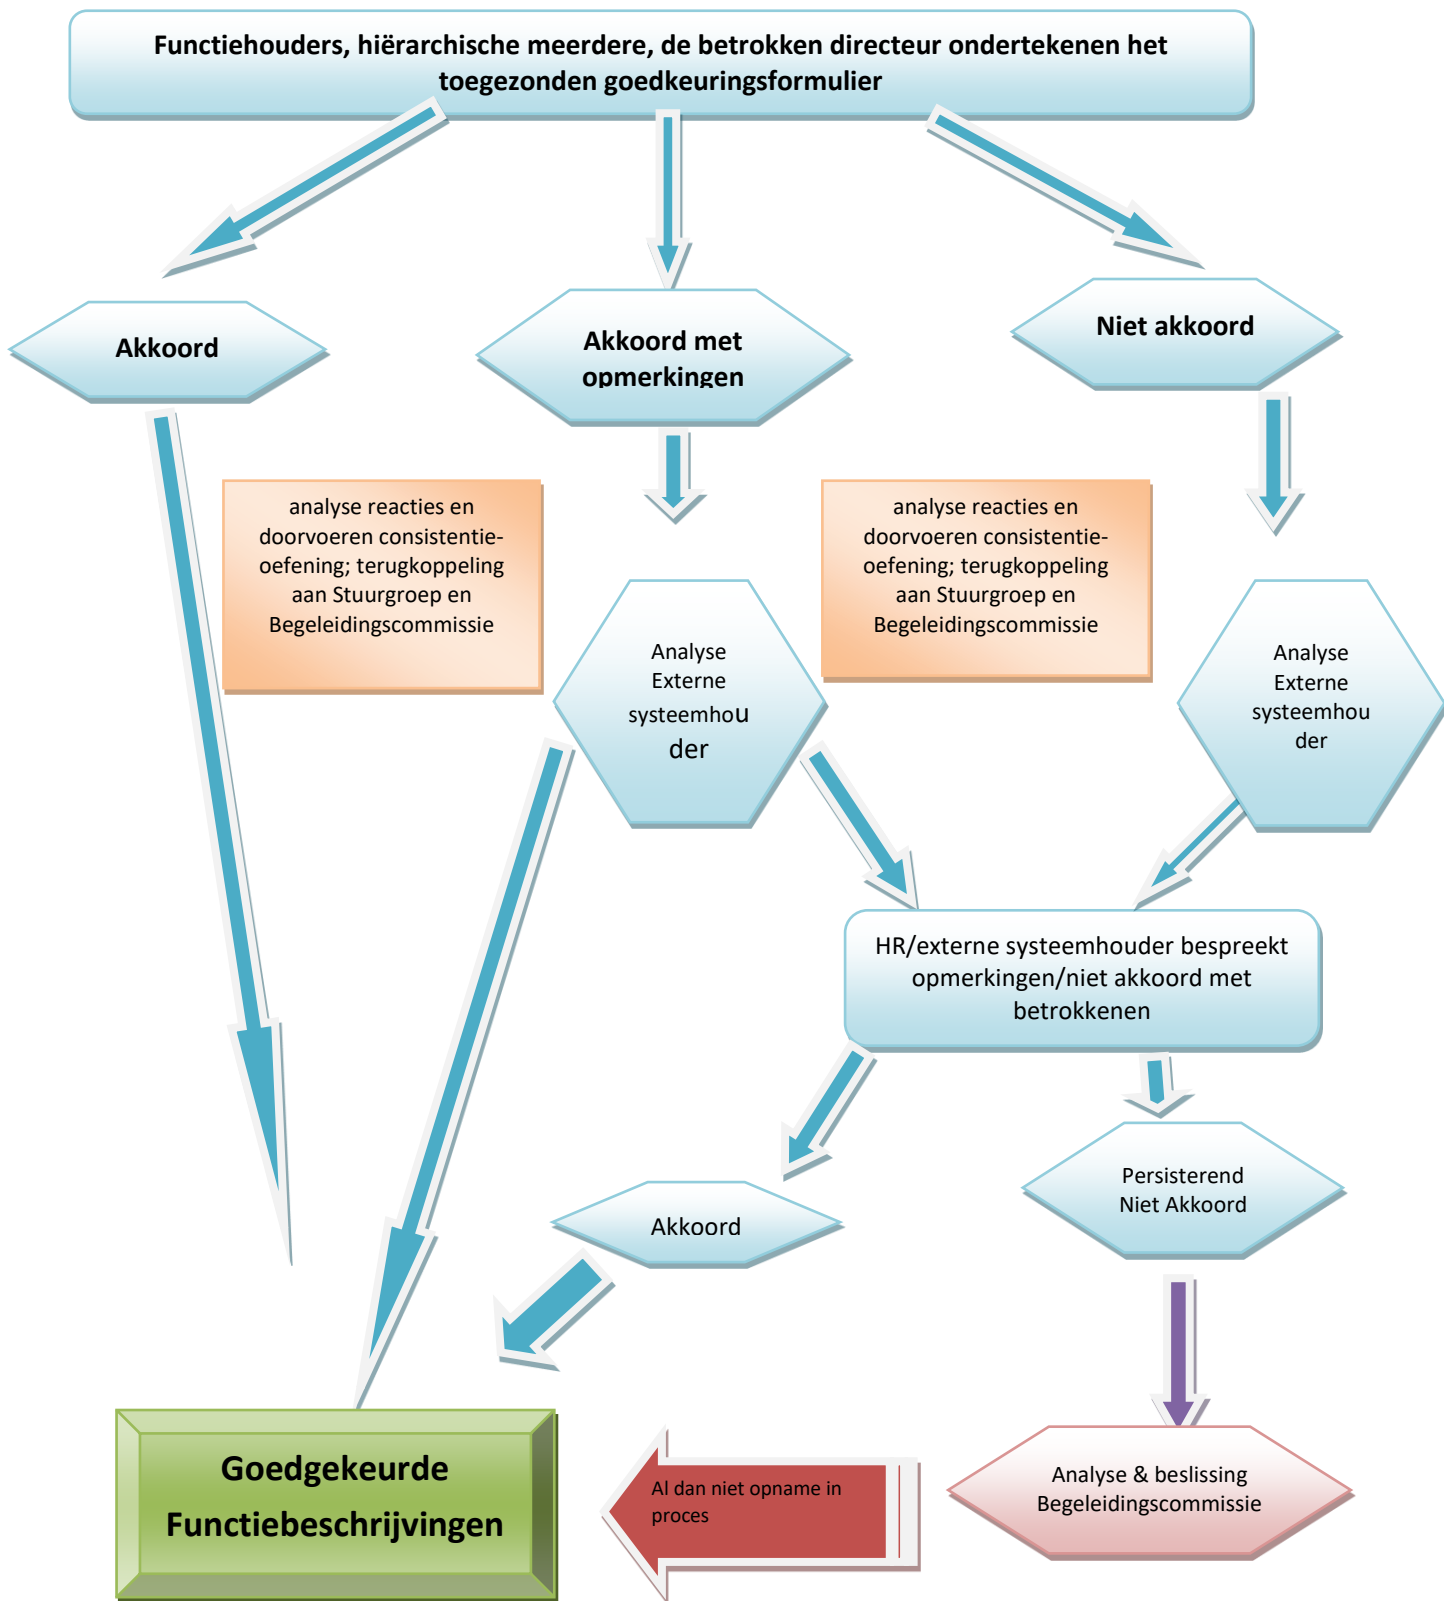 Functiehouders, hiërarchische meerdere, de betrokken directeur ondertekenen het
toegezonden goedkeuringsformulier
Akkoord
Akkoord met
opmerkingen
Niet akkoord
analyse reacties en
doorvoeren consistentie-
oefening; terugkoppeling
aan Stuurgroep en
Begeleidingscommissie
analyse reacties en
doorvoeren consistentie-
oefening; terugkoppeling
aan Stuurgroep en
Begeleidingscommissie
Analyse
Externe
systeemhou
der
Analyse
Externe
systeemhou
der
HR/externe systeemhouder bespreekt
opmerkingen/niet akkoord met
betrokkenen
Akkoord
Persisterend
Niet Akkoord
Goedgekeurde
Functiebeschrijvingen
Al dan niet opname in
proces
Analyse & beslissing
Begeleidingscommissie